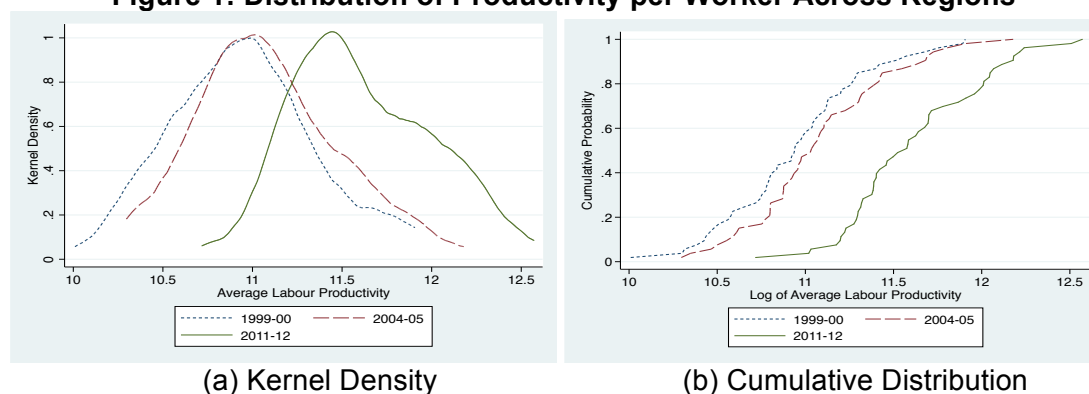 Figure 1: Distribution of Productivity per Worker Across Regions
Kernel Density
0 .2 .4 .6 .8 1
10 10.5 11 11.5 12 12.5
Average Labour Productivity
1999-00 2004-05
2011-12
(a) Kernel Density
Cumulative Probability
0 .2 .4 .6 .8 1
10 10.5 11 11.5 12 12.5
Log of Average Labour Productivity
1999-00 2004-05
2011-12
(b) Cumulative Distribution